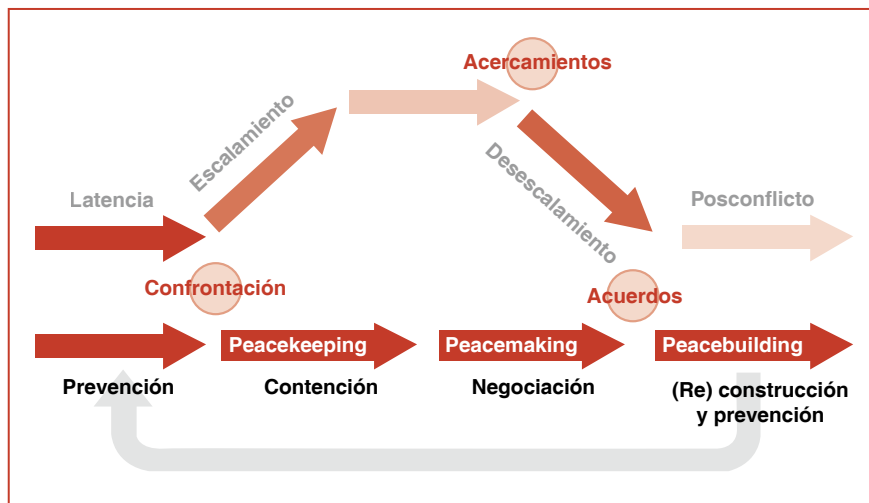 Acercamientos
Escalamiento
Desescalamiento
Latencia
Posconflicto
Confrontación
Acuerdos
Peacekeeping
Peacemaking
Peacebuilding
Prevención
Contención
Negociación
(Re) construcción
y prevención